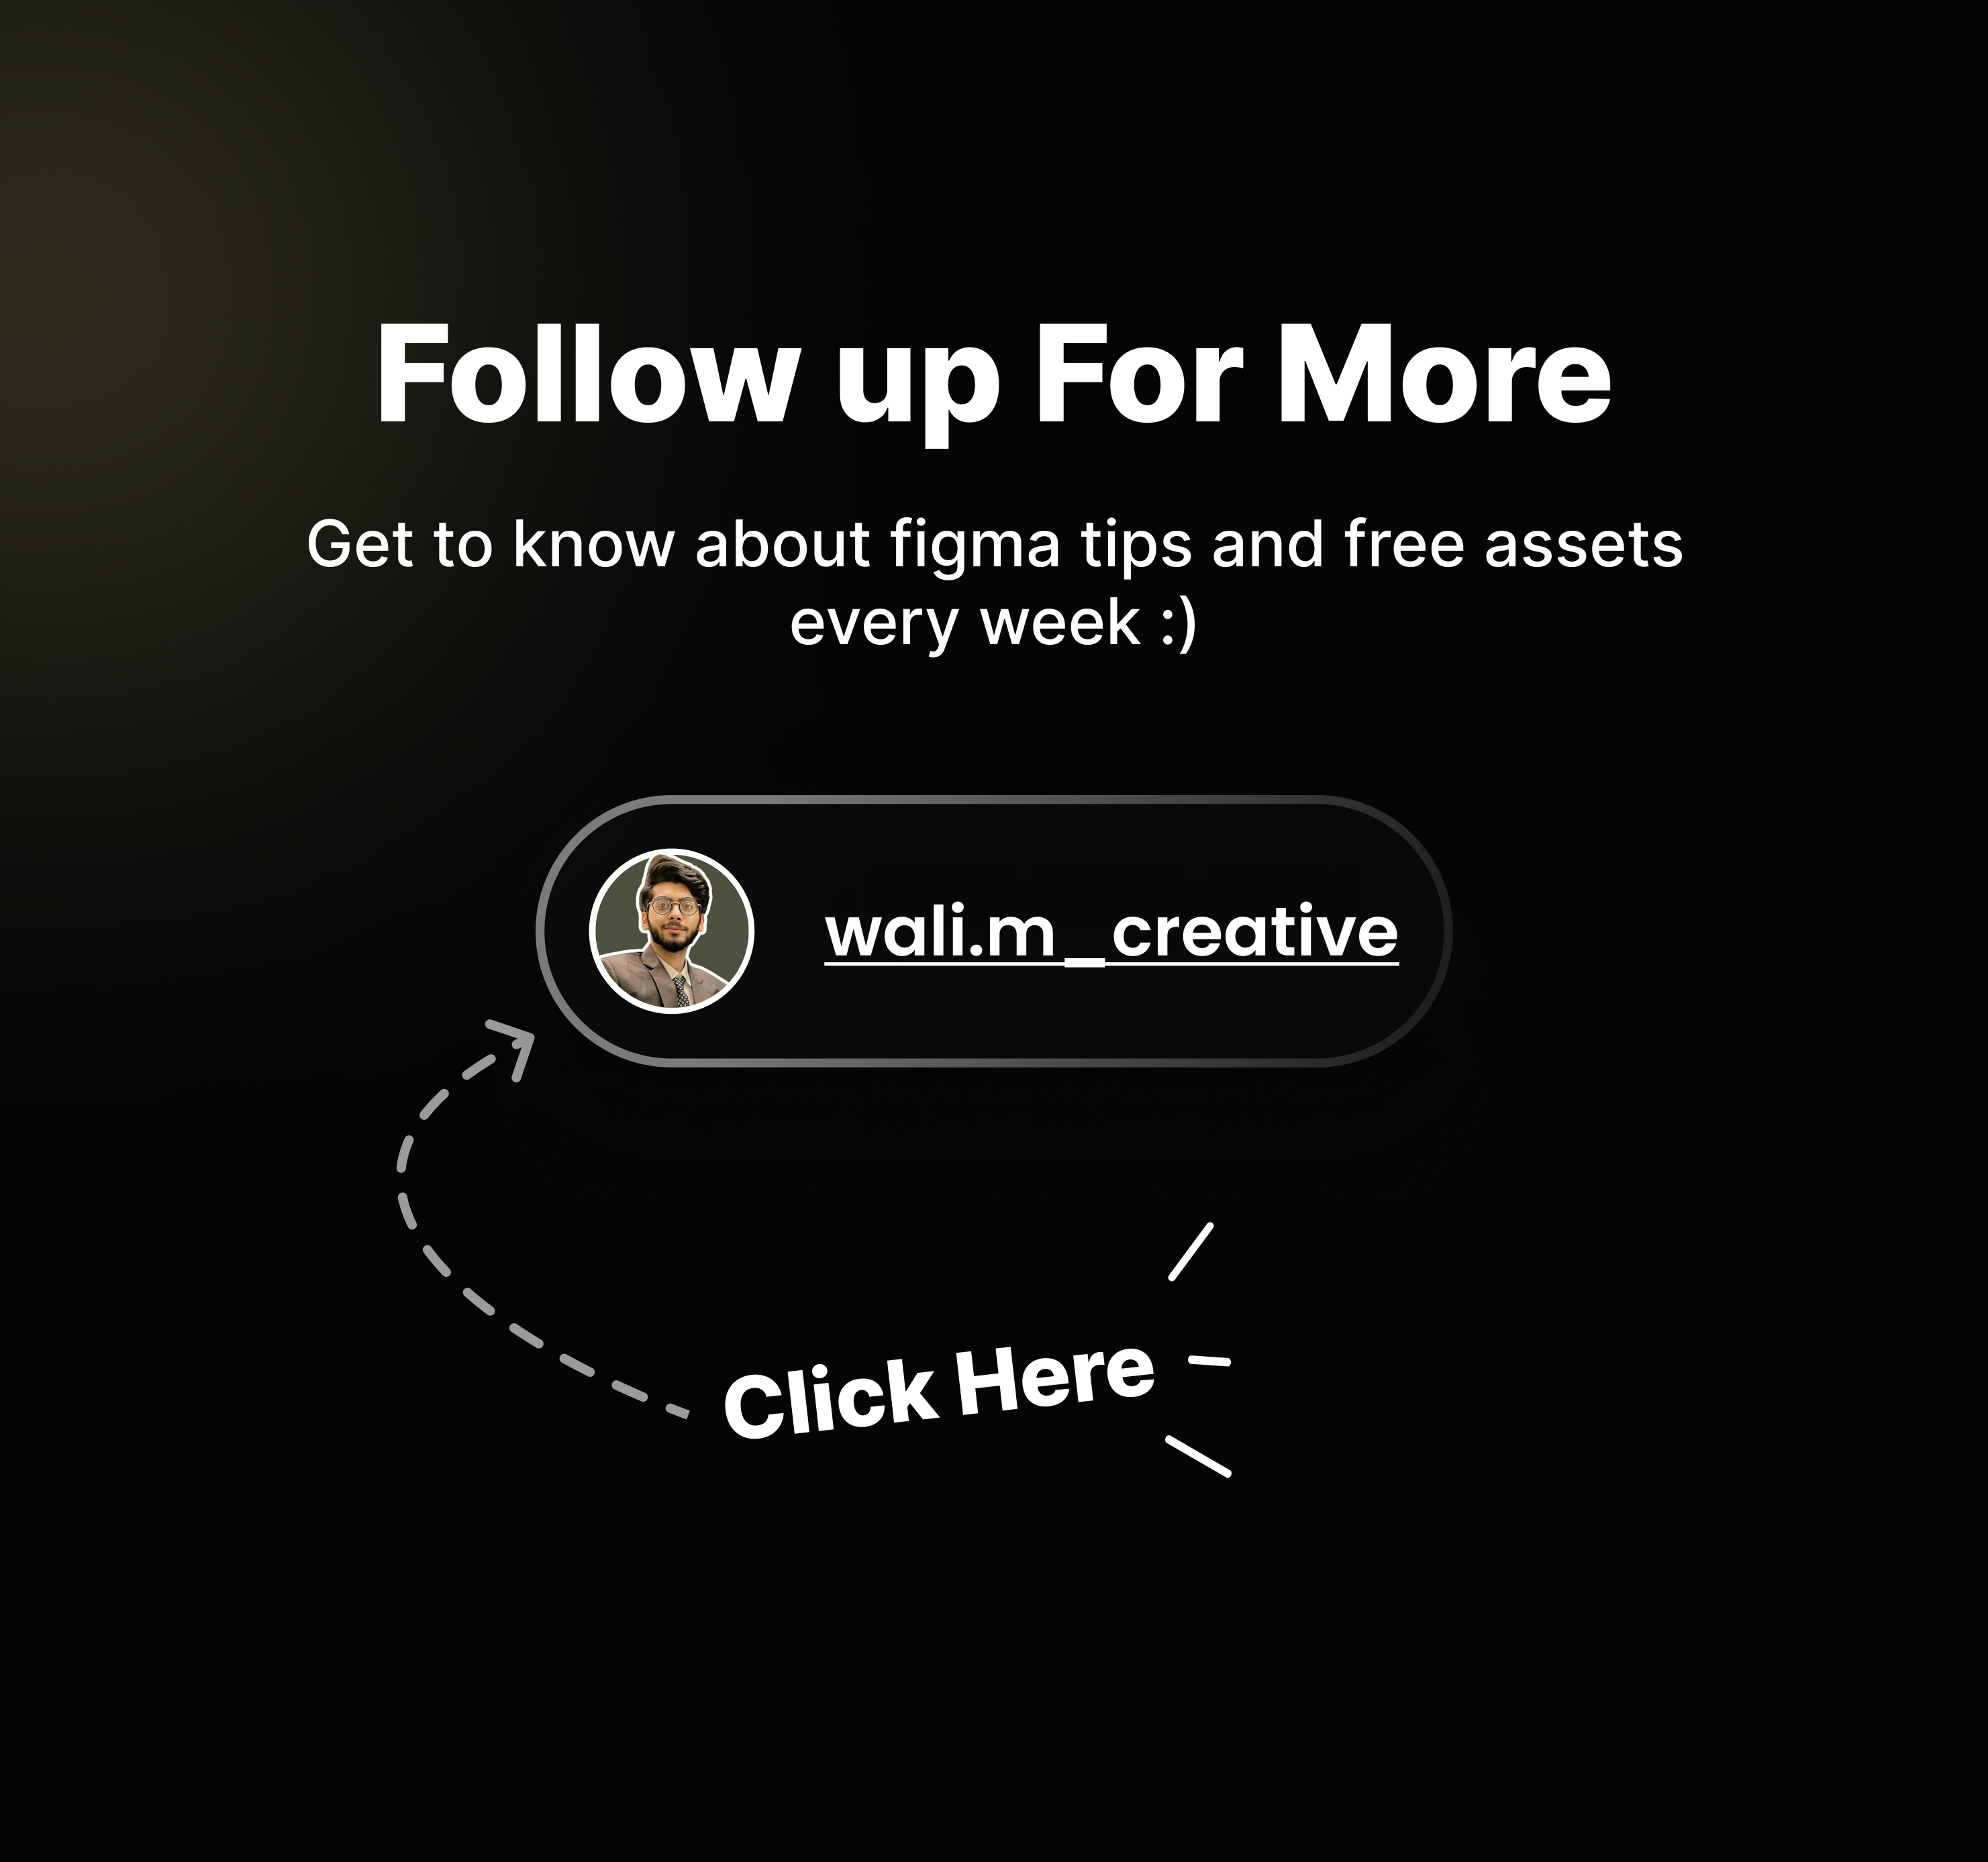 Follow up For More
Get to know about figma tips and free assets
every week :)
wali.m_creative
Click Here